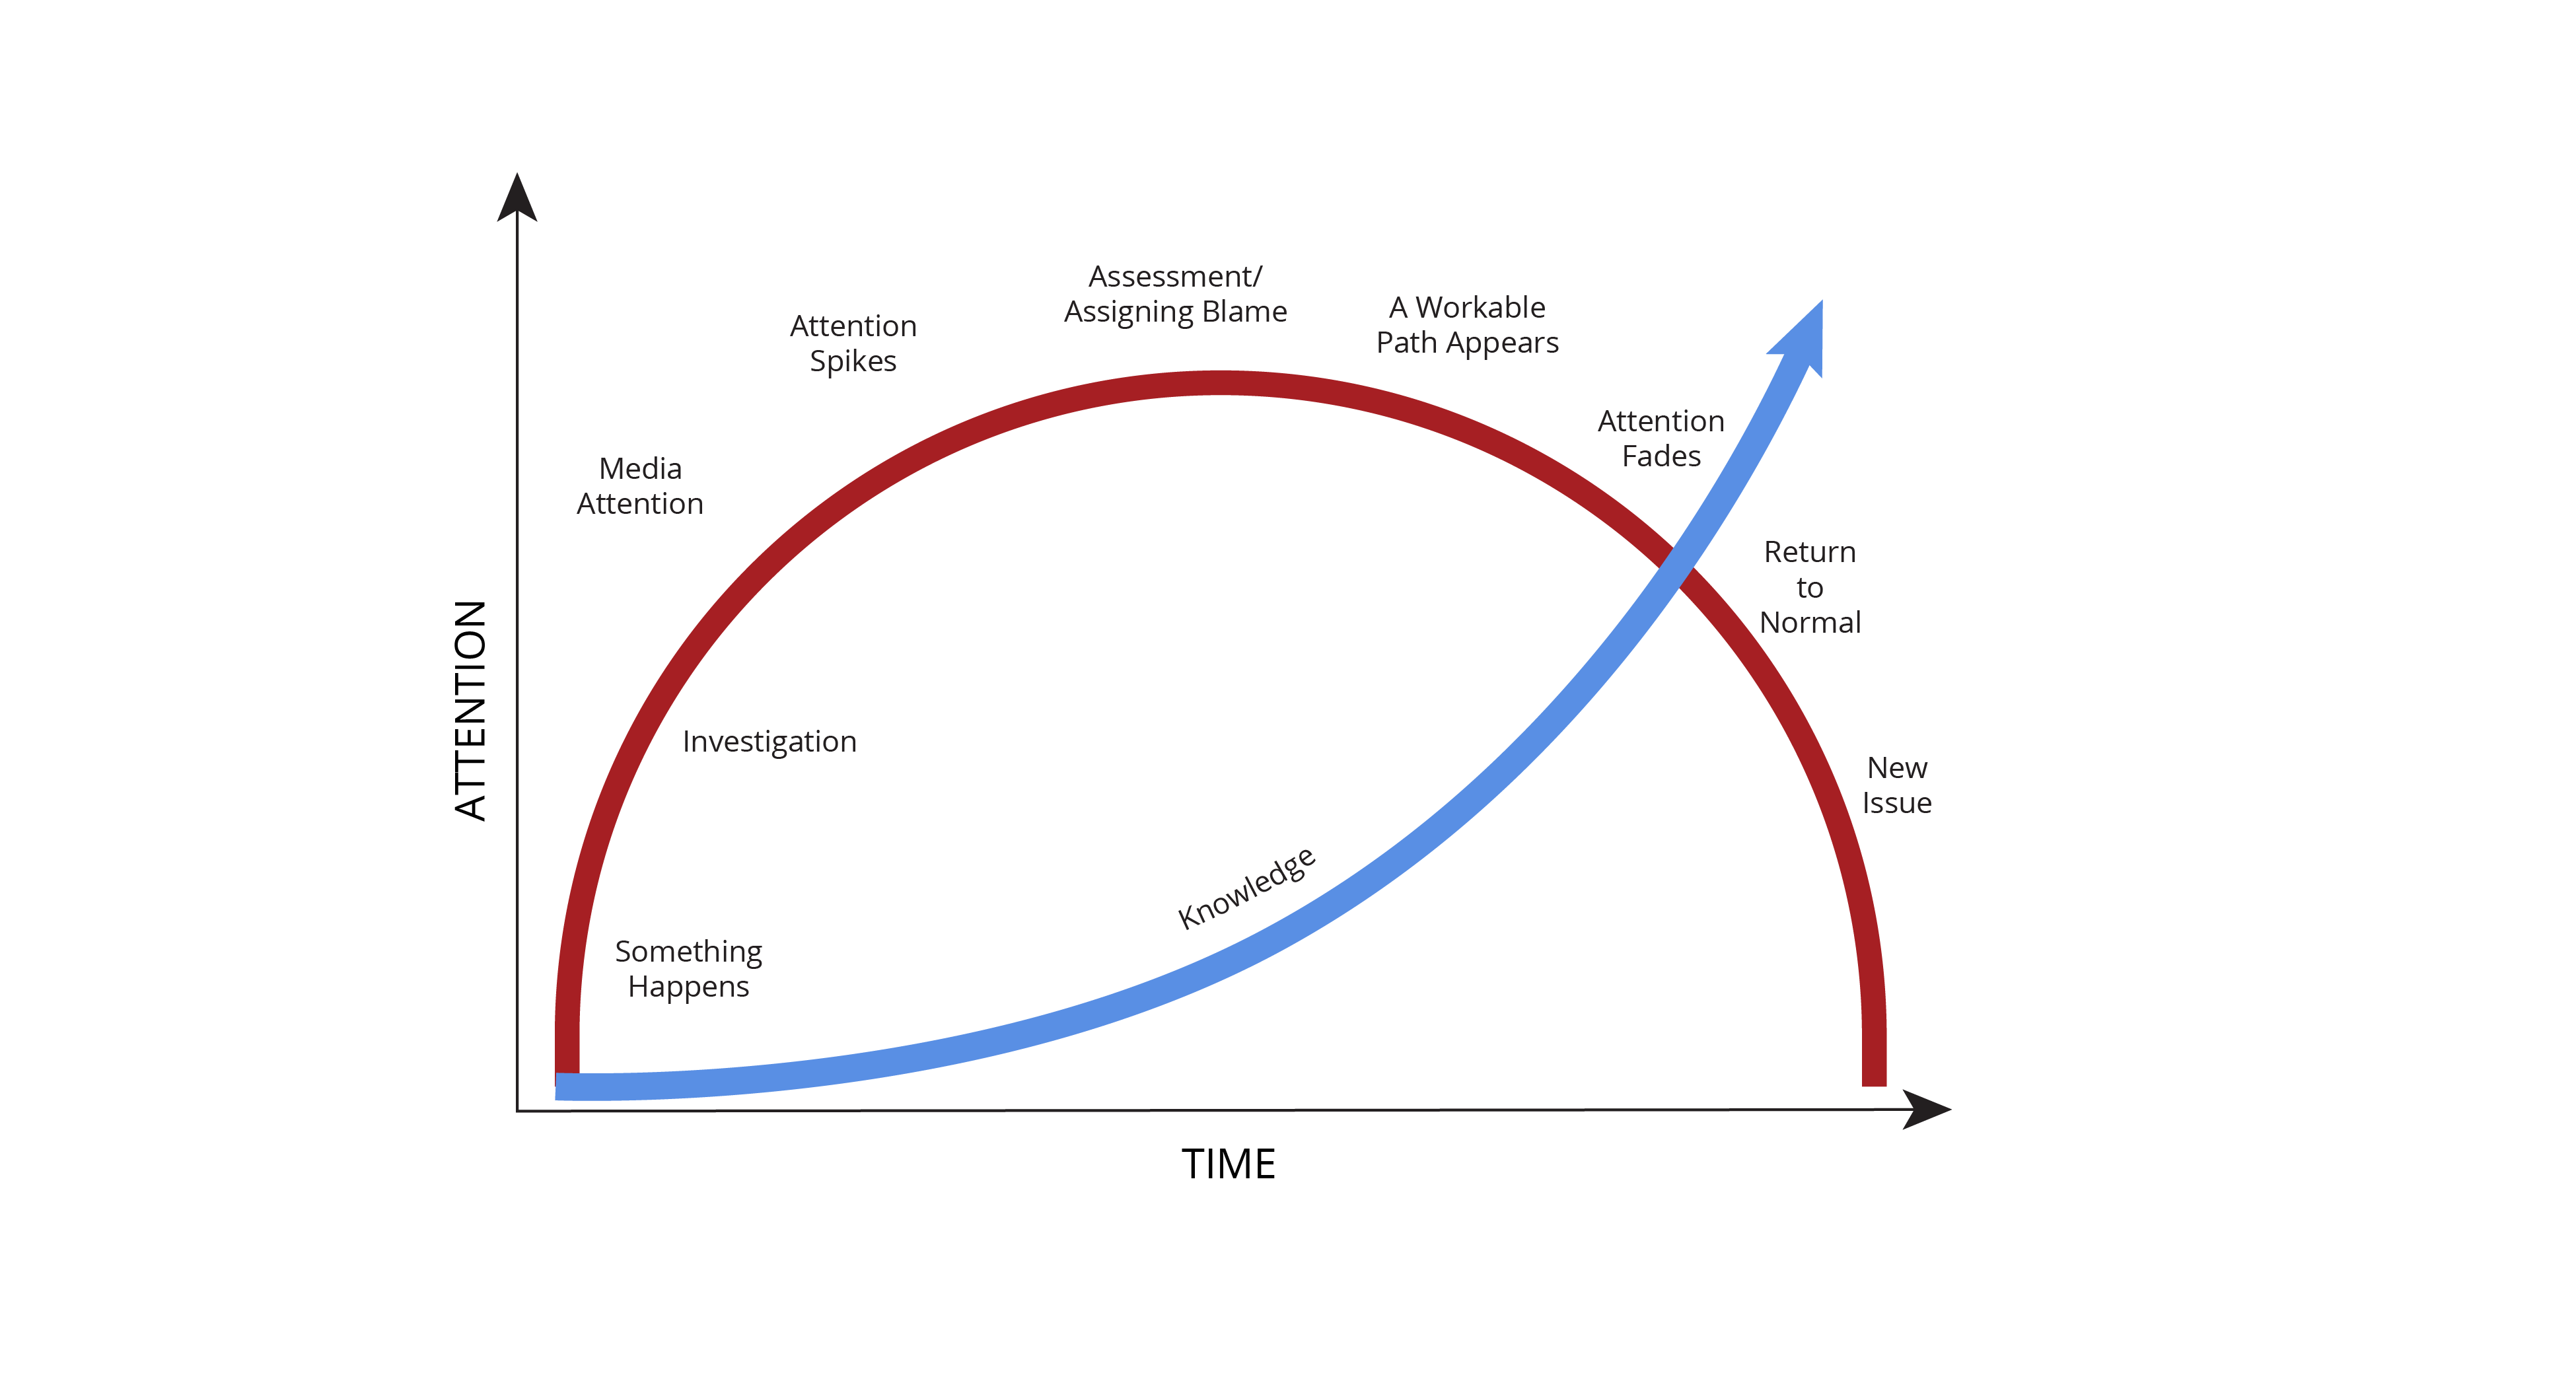 Assessment/
Assigning Blame
A Workable
Path Appears
Attention
Spikes
Attention
Fades
Media
Attention
Return
to
Normal
Investigation
New
Issue
Knowledge
Something
Happens
ATTENTION
TIME